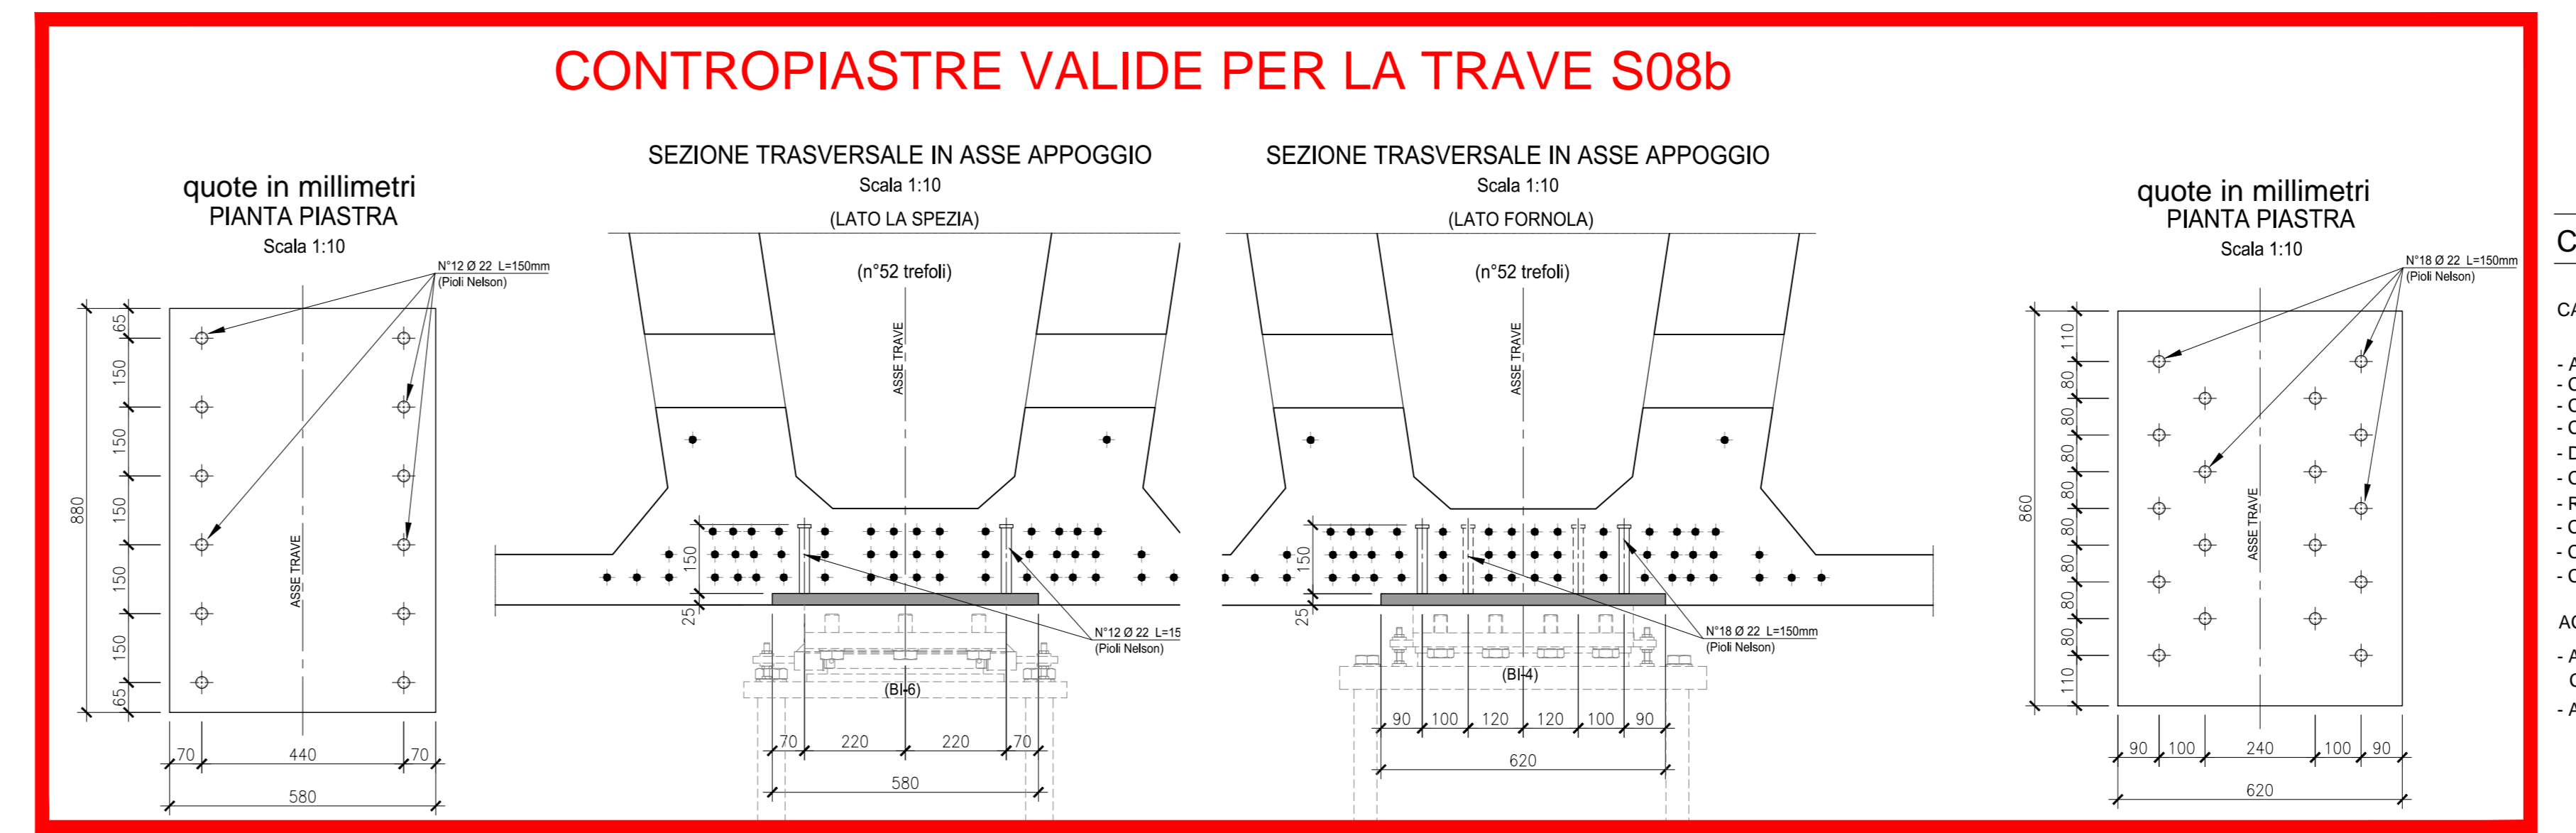 CONTROPIASTRE VALIDE PER LA TRAVE S08b
quote in millimetri
PIANTA PIASTRA
Scala 1:10
N°12 Ø 22 L=150mm
(Pioli Nelson)
65
150
150
150
150
150
65
880
ASSE TRAVE
70
440
70
580
SEZIONE TRASVERSALE IN ASSE APPOGGIO
Scala 1:10
(LATO LA SPEZIA)
(n°52 trefoli)
ASSE TRAVE
150
25
N°12 Ø 22 L=15
(Pioli Nelson)
(BI-6)
70
220
220
70
580
SEZIONE TRASVERSALE IN ASSE APPOGGIO
Scala 1:10
(LATO FORNOLA)
(n°52 trefoli)
ASSE TRAVE
150
25
N°18 Ø 22 L=150mm
(Pioli Nelson)
(BI-4)
90
100
120
120
100
90
620
quote in millimetri
PIANTA PIASTRA
Scala 1:10
N°18 Ø 22 L=150mm
(Pioli Nelson)
110
80
80
80
80
80
80
80
80
110
860
ASSE TRAVE
90
100
240
100
90
620
C
CA
- A
- C
- C
- C
- D
- C
- R
- C
- C
- C
AC
- A
C
- A